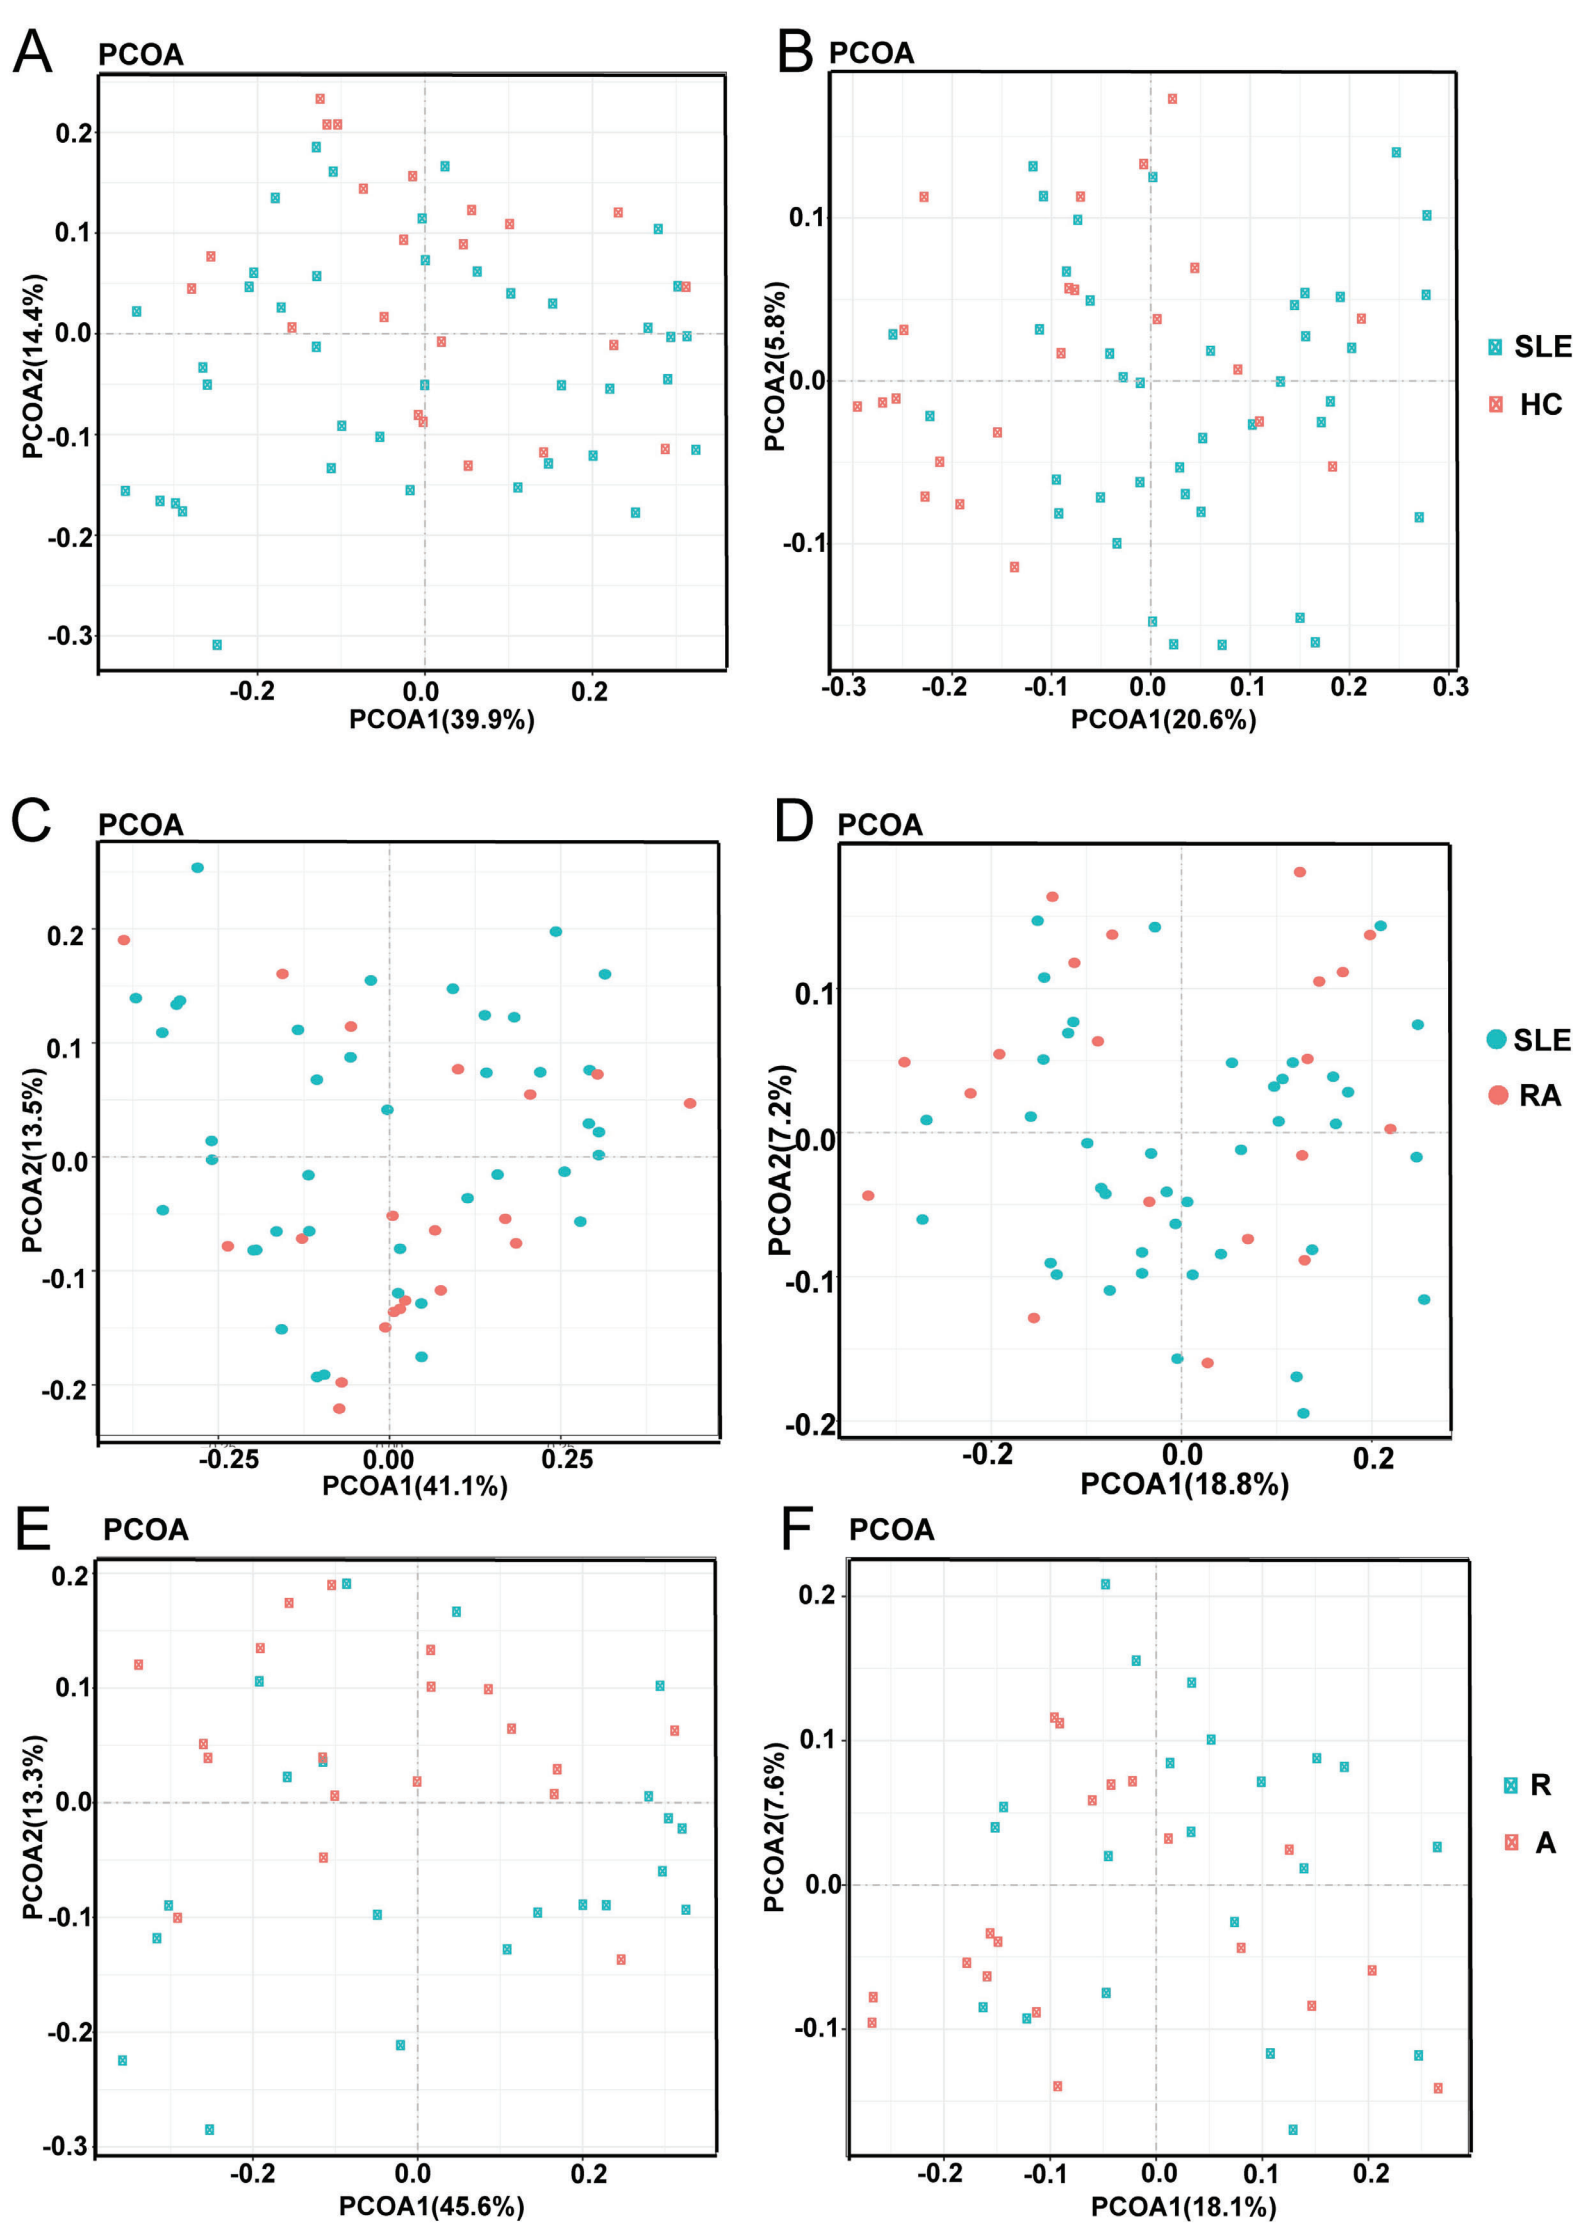 A
PCOA
0.2
0.1
0.0
-0.1
-0.2
-0.3
PCOA2(14.4%)
-0.2
0.0
0.2
PCOA1(39.9%)
B
PCOA
0.1
0.0
-0.1
PCOA2(5.8%)
-0.3
-0.2
-0.1
0.0
0.1
0.2
0.3
PCOA1(20.6%)
SLE
HC
C
PCOA
0.2
0.1
0.0
-0.1
-0.2
PCOA2(13.5%)
-0.25
0.00
0.25
PCOA1(41.1%)
D
PCOA
0.1
0.0
-0.1
-0.2
PCOA2(7.2%)
-0.2
0.0
0.2
PCOA1(18.8%)
SLE
RA
E
PCOA
0.2
0.1
0.0
-0.1
-0.2
-0.3
PCOA2(13.3%)
-0.2
0.0
0.2
PCOA1(45.6%)
F
PCOA
0.2
0.1
0.0
-0.1
PCOA2(7.6%)
-0.2
-0.1
0.0
0.1
0.2
PCOA1(18.1%)
R
A